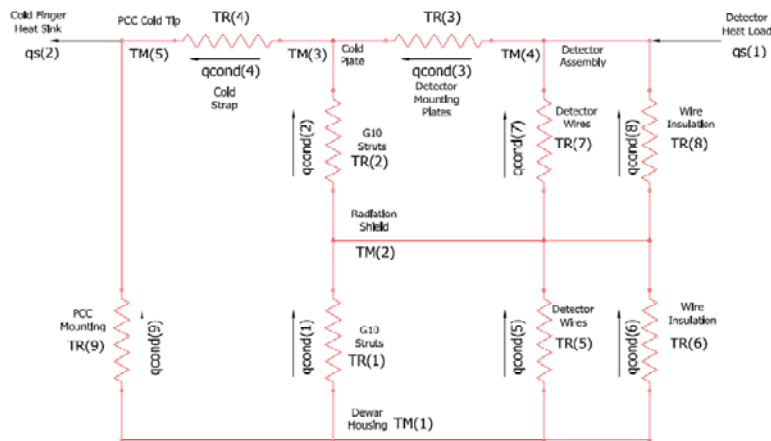 Cold Finger
Heat Sink
qs(2)
PCC Cold Tip
TM(5)
TR(4)
qcond(4)
Cold
Strap
TM(3)
Cold
Plate
TR(3)
qcond(3)
Detector
Mounting
Plates
TM(4)
Detector
Assembly
Detector
Heat Load
qs(1)
qcond(2)
G10
Struts
TR(2)
qcond(7)
Detector
Wires
TR(7)
qcond(8)
Wire
Insulation
TR(8)
Radiation
Shield
TM(2)
PCC
Mounting
TR(9)
qcond(9)
qcond(1)
G10
Struts
TR(1)
qcond(5)
Detector
Wires
TR(5)
qcond(6)
Wire
Insulation
TR(6)
Dewar
Housing
TM(1)